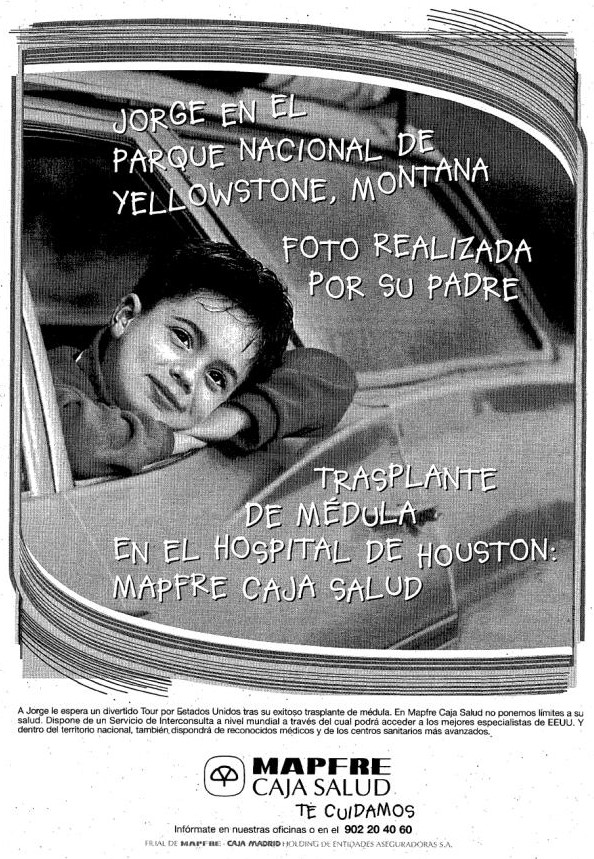 JORGE EN EL
PARQUE NACIONAL DE
YELLOWSTONE, MONTANA
FOTO REALIZADA
POR SU PADRE
TRASPLANTE
DE MÉDULA
EN EL HOSPITAL DE HOUSTON:
MAPFRE CAJA SALUD
A Jorge le espera un divertido Tour por Estados Unidos tras su exitoso trasplante de médula. En Mapfre Caja Salud no ponemos límites a su
salud. Dispone de un Servicio de Interconsulta a nivel mundial a través del cual podrá acceder a los mejores especialistas de EEUU. Y
dentro del territorio nacional, también dispondrá de reconocidos médicos y de los centros sanitarios más avanzados.
MAPFRE
CAJA SALUD
TE CUIDAMOS
Infórmate en nuestras oficinas o en el 902 20 40 60
FILIAL DE MAPFRE - CAJA MADRID HOLDING DE ENTIDADES ASEGURADORAS S.A.